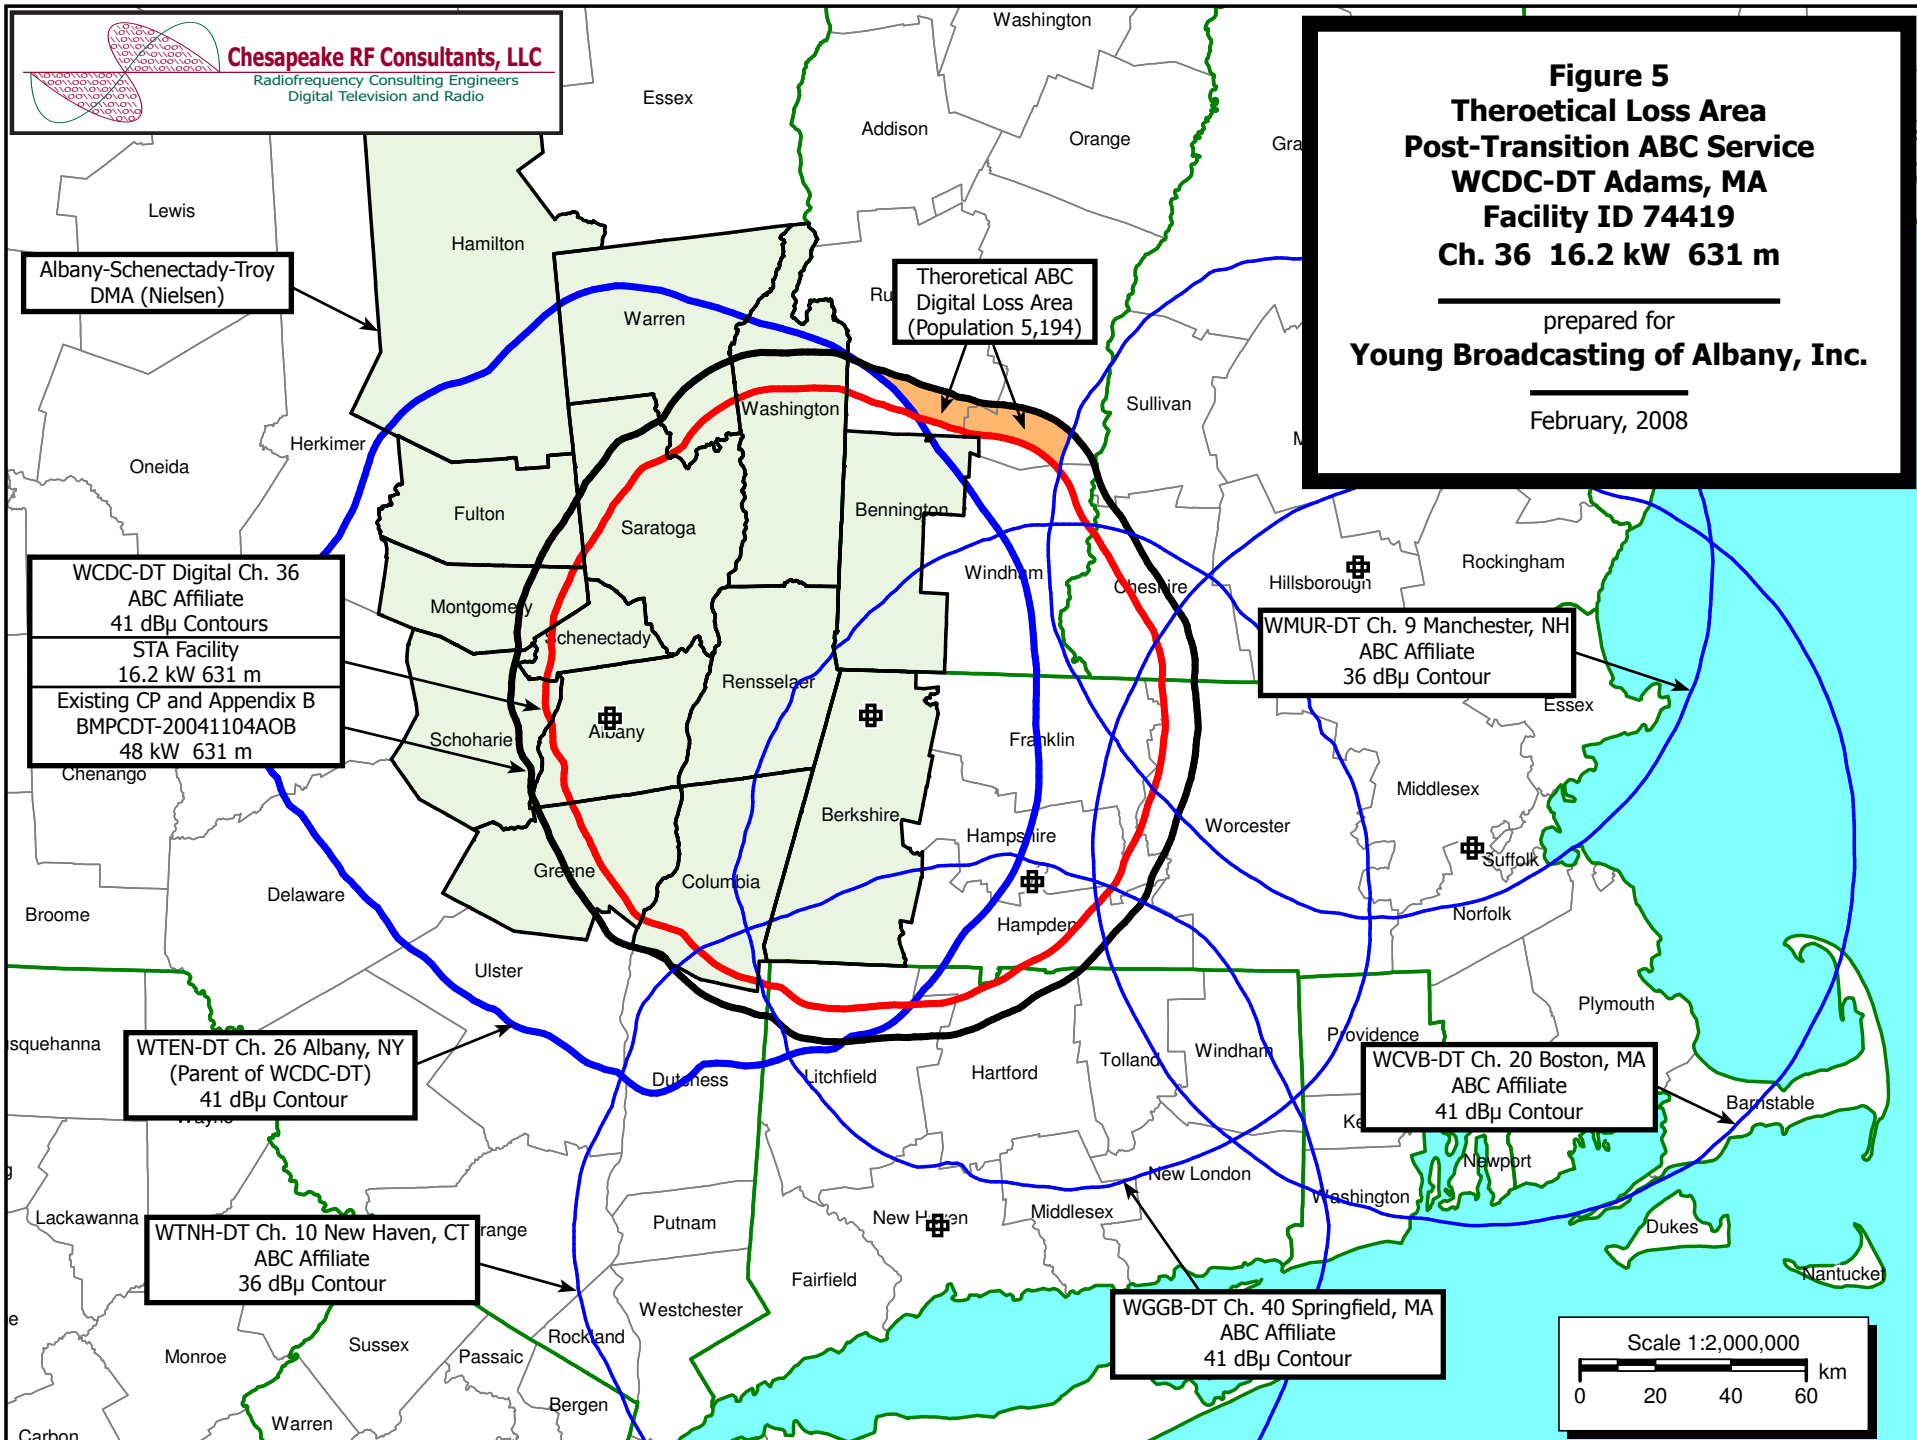 Chesapeake RF Consultants, LLC
Radiofrequency Consulting Engineers
Digital Television and Radio
Figure 5
Theroetical Loss Area
Post-Transition ABC Service
WCDC-DT Adams, MA
Facility ID 74419
Ch. 36 16.2 kW 631 m
prepared for
Young Broadcasting of Albany, Inc.
February, 2008
Washington
Essex
Addison
Orange
Gra
Lewis
Hamilton
Albany-Schenectady-Troy
DMA (Nielsen)
Warren
Ru
Theroretical ABC
Digital Loss Area
(Population 5,194)
Washington
Sullivan
M
Herkimer
Oneida
Fulton
Saratoga
Bennington
Windham
Cheshire
Hillsborough
Rockingham
WCDC-DT Digital Ch. 36
ABC Affiliate
41 dBµ Contours
STA Facility
16.2 kW 631 m
Existing CP and Appendix B
BMPCDT-20041104AOB
48 kW 631 m
Montgomery
Schenectady
WMUR-DT Ch. 9 Manchester, NH
ABC Affiliate
36 dBµ Contour
Rensselaer
Essex
Schoharie
Albany
Franklin
Chenango
Middlesex
Berkshire
Hampshire
Worcester
Suffolk
Greene
Columbia
Delaware
Broome
Hampden
Norfolk
Ulster
Plymouth
squehanna
WTEN-DT Ch. 26 Albany, NY
(Parent of WCDC-DT)
41 dBµ Contour
Wayne
Dutchess
Litchfield
Hartford
Tolland
Windham
Providence
Ke
WCVB-DT Ch. 20 Boston, MA
ABC Affiliate
41 dBµ Contour
Barnstable
g
Newport
New London
Washington
Lackawanna
WTNH-DT Ch. 10 New Haven, CT
ABC Affiliate
36 dBµ Contour
range
Putnam
New Haven
Middlesex
Dukes
Fairfield
Nantucket
Westchester
WGGB-DT Ch. 40 Springfield, MA
ABC Affiliate
41 dBµ Contour
e
Rockland
Monroe
Sussex
Passaic
Bergen
Warren
Carbon
Scale 1:2,000,000
km
0 20 40 60